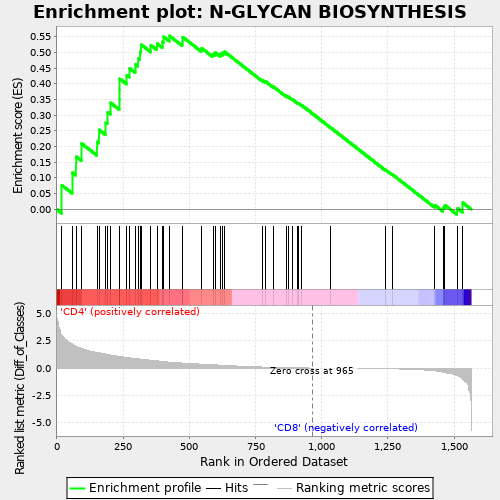 Enrichment plot: N-GLYCAN BIOSYNTHESIS
Enrichment score (ES)
0.55
0.50
0.45
0.40
0.35
0.30
0.25
0.20
0.15
0.10
0.05
0.00
'CD4' (positively correlated)
Ranked list metric (Diff_of_Classes)
5.0
2.5
0.0
-2.5
-5.0
Zero cross at 965
'CD8' (negatively correlated)
0 250 500 750 1,000 1,250 1,500
Rank in Ordered Dataset
Enrichment profile Hits Ranking metric scores